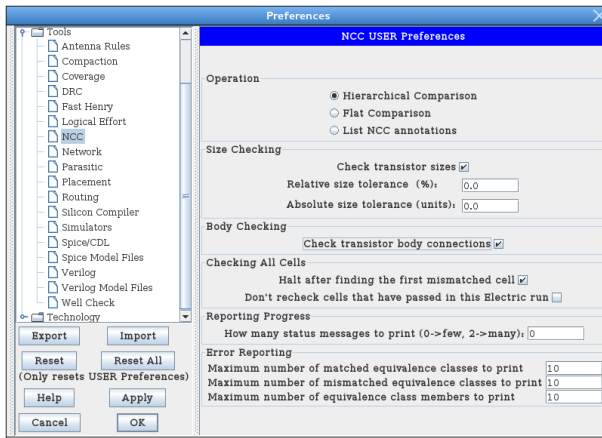 Preferences
Tools
Antenna Rules
Compaction
Coverage
DRC
Fast Henry
Logical Effort
NCC
Network
Parasitic
Placement
Routing
Silicon Compiler
Simulators
Spice/CDL
Spice Model Files
Verilog
Verilog Model Files
Well Check
Technology
Export Import
Reset Reset All
(Only resets USER Preferences)
Help Apply
Cancel OK
NCC USER Preferences
Operation
Hierarchical Comparison
Flat Comparison
List NCC annotations
Size Checking
Check transistor sizes
Relative size tolerance (%): 0.0
Absolute size tolerance (units): 0.0
Body Checking
Check transistor body connections
Checking All Cells
Halt after finding the first mismatched cell
Don't recheck cells that have passed in this Electric run
Reporting Progress
How many status messages to print (0->few, 2->many): 0
Error Reporting
Maximum number of matched equivalence classes to print 10
Maximum number of mismatched equivalence classes to print 10
Maximum number of equivalence class members to print 10